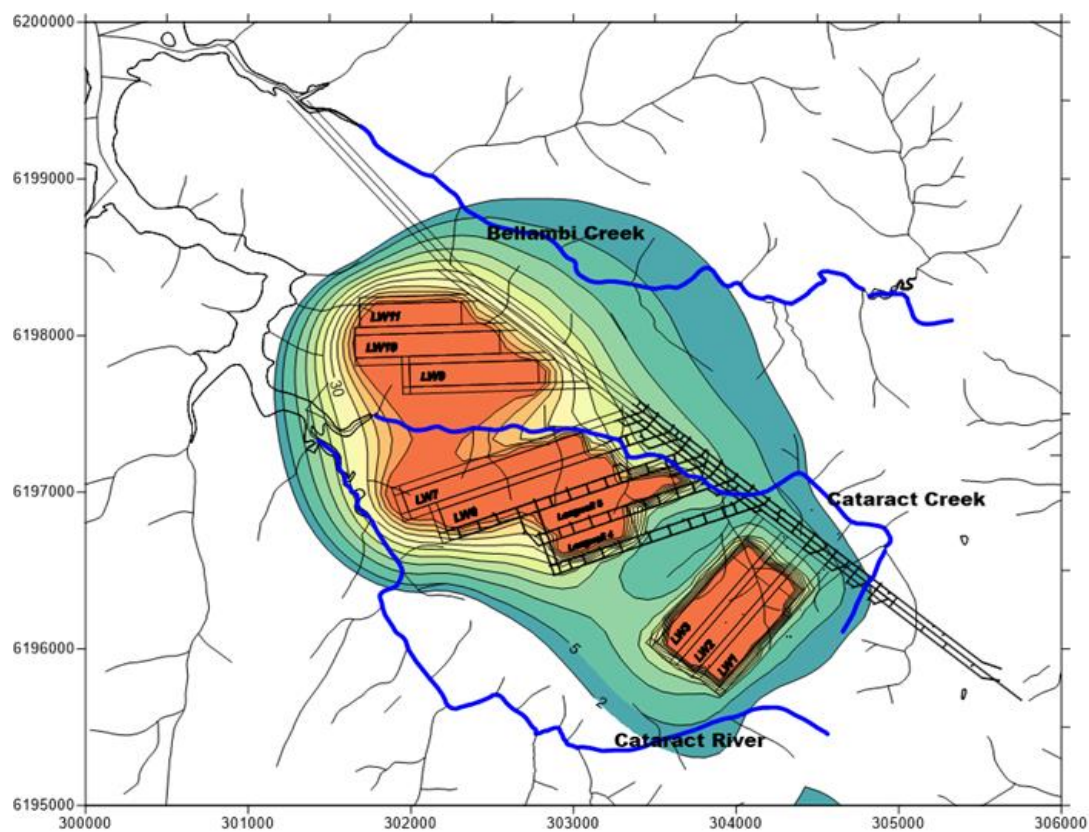 6200000
6199000
Bellambi Creek
LW11
6198000
LW10
LW9
30
LW7
6197000
Cataract Creek
LW6
Longwall 5
Longwall 4
LW3
6196000
LW2
LW1
5
2
Cataract River
6195000
300000 301000 302000 303000 304000 305000 306000